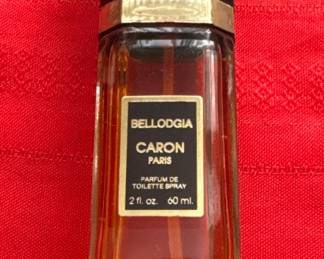 BELLODGIA
CARON
PARIS
PARFUM DE
TOILETTE SPRAY
2 fl. oz. 60 ml.